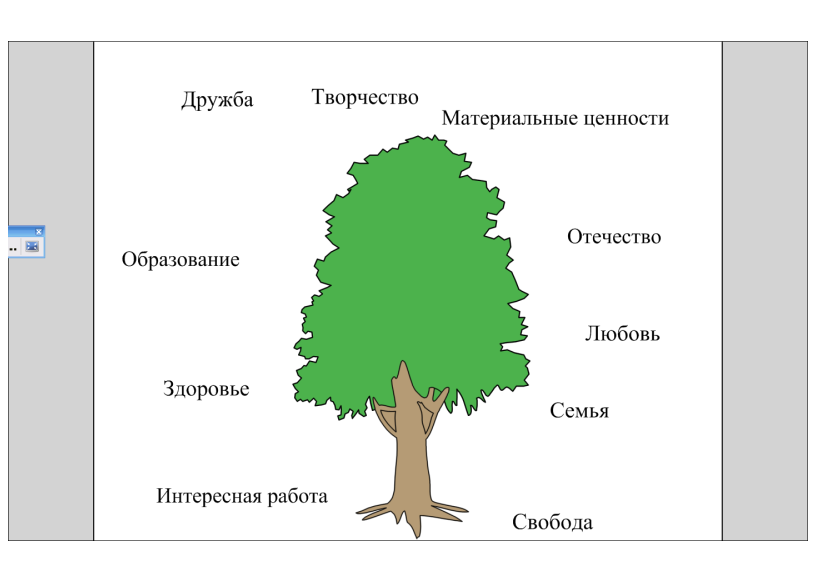 Дружба
Творчество
Материальные ценности
Отечество
Образование
Любовь
Здоровье
Семья
Интересная работа
Свобода